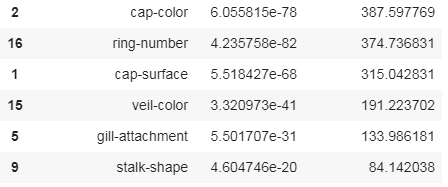 2 cap-color 6.055815e-78 387.597769
16 ring-number 4.235758e-82 374.736831
1 cap-surface 5.518427e-68 315.042831
15 veil-color 3.320973e-41 191.223702
5 gill-attachment 5.501707e-31 133.986181
9 stalk-shape 4.604746e-20 84.142038